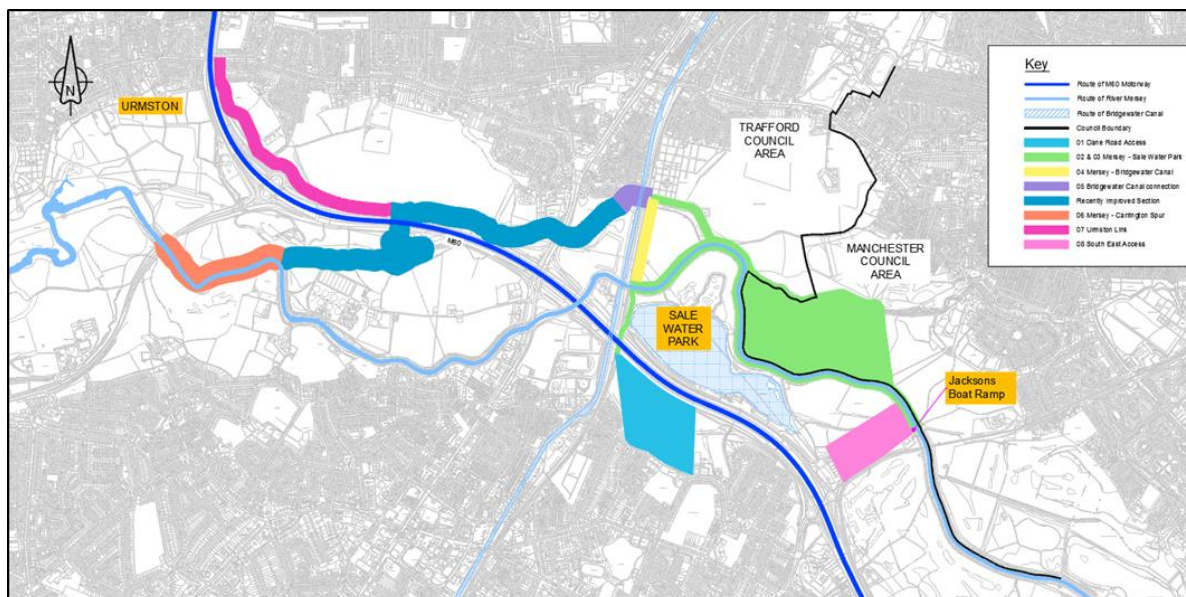 N
URMSTON
M60
TRAFFORD
COUNCIL
AREA
MANCHESTER
COUNCIL
AREA
SALE
WATER
PARK
Jacksons
Boat Ramp
Key
Route of M60 Motorway
Route of River Mersey
Route of Bridgewater Canal
Council Boundary
01 Dane Road Access
02 & 03 Mersey - Sale Water Park
04 Mersey - Bridgewater Canal
05 Bridgewater Canal connection
Recently Improved Section
06 Mersey - Carrington Spur
07 Urmston Link
08 South East Access